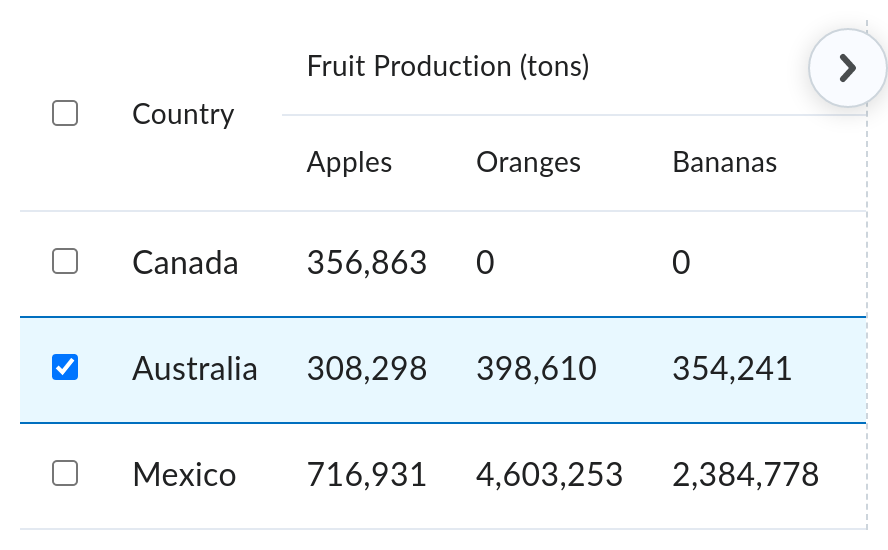 Fruit Production (tons)
Country
Apples Oranges Bananas
Canada 356,863 0 0
Australia 308,298 398,610 354,241
Mexico 716,931 4,603,253 2,384,778